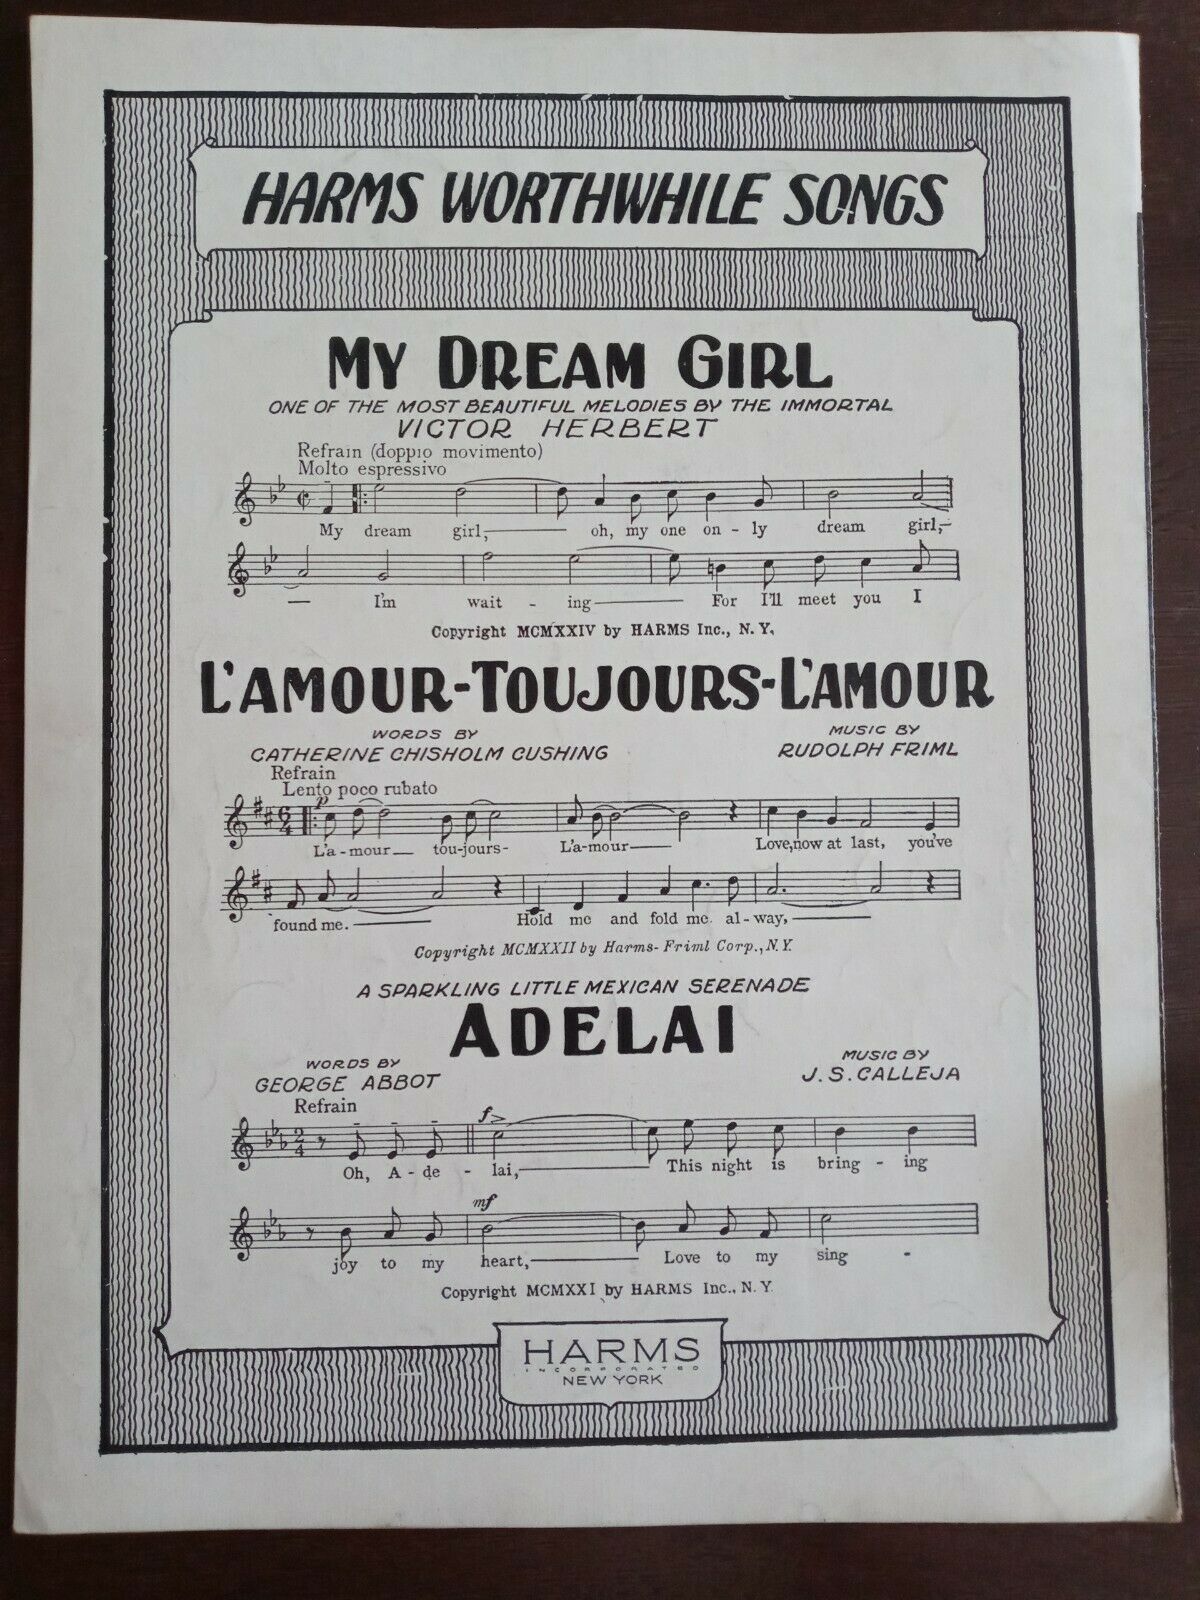 HARMS WORTHWHILE SONGS
MY DREAM GIRL
ONE OF THE MOST BEAUTIFUL MELODIES BY THE IMMORTAL
VICTOR HERBERT
Refrain (doppio movimento)
Molto espressivo
My dream girl, oh, my one on - ly dream girl,
I'm wait - ing For I'll meet you I
Copyright MCMXXIV by HARMS Inc., N. Y.
L'AMOUR-TOUJOURS-L'AMOUR
WORDS BY MUSIC BY
CATHERINE CHISHOLM CUSHING RUDOLPH FRIML
Refrain
Lento poco rubato
p
6/4
L'a-mour tou-jours- L'a-mour Love, now at last, you've
found me. Hold me and fold me al-way,
Copyright MCMXXII by Harms-Friml Corp., N.Y.
A SPARKLING LITTLE MEXICAN SERENADE
ADELAI
WORDS BY MUSIC BY
GEORGE ABBOT J. S. CALLEJA
Refrain
f
2/4
Oh, A - de - lai, This night is bring - ing
mf
joy to my heart, Love to my sing -
Copyright MCMXXI by HARMS Inc., N. Y.
HARMS
INCORPORATED
NEW YORK